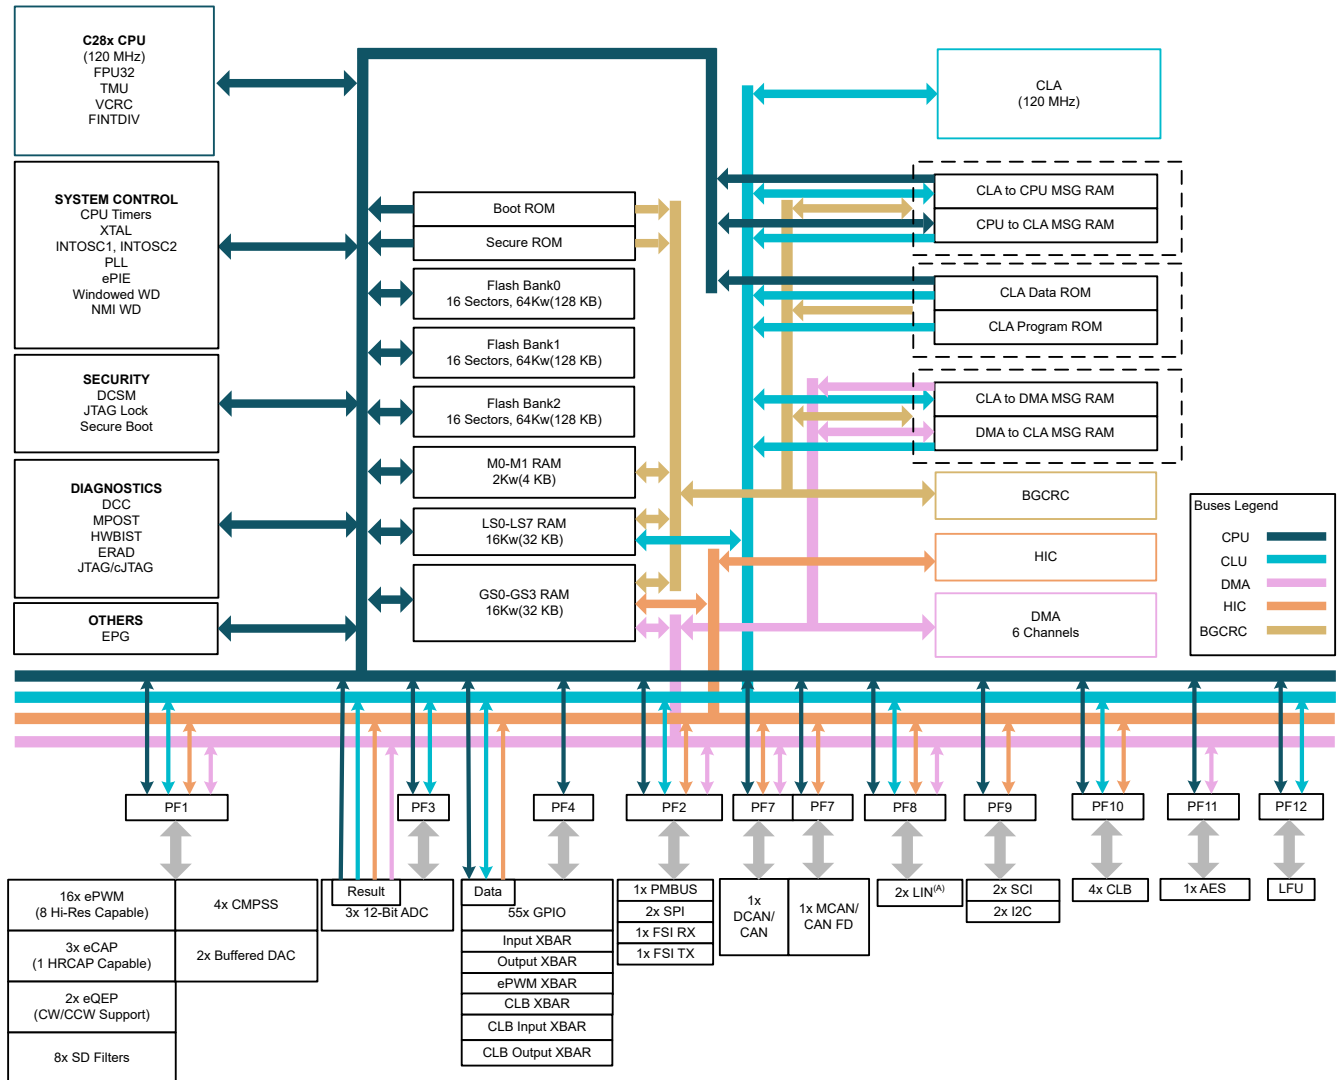 C28x CPU
(120 MHz)
FPU32
TMU
VCRC
FINTDIV
SYSTEM CONTROL
CPU Timers
XTAL
INTOSC1, INTOSC2
PLL
ePIE
Windowed WD
NMI WD
SECURITY
DCSM
JTAG Lock
Secure Boot
DIAGNOSTICS
DCC
MPOST
HWBIST
ERAD
JTAG/cJTAG
OTHERS
EPG
Boot ROM
Secure ROM
Flash Bank0
16 Sectors, 64Kw(128 KB)
Flash Bank1
16 Sectors, 64Kw(128 KB)
Flash Bank2
16 Sectors, 64Kw(128 KB)
M0-M1 RAM
2Kw(4 KB)
LS0-LS7 RAM
16Kw(32 KB)
GS0-GS3 RAM
16Kw(32 KB)
CLA
(120 MHz)
CLA to CPU MSG RAM
CPU to CLA MSG RAM
CLA Data ROM
CLA Program ROM
CLA to DMA MSG RAM
DMA to CLA MSG RAM
BGCRC
HIC
DMA
6 Channels
Buses Legend
CPU
CLU
DMA
HIC
BGCRC
PF1
PF3
PF4
PF2
PF7
PF7
PF8
PF9
PF10
PF11
PF12
16x ePWM
(8 Hi-Res Capable)
4x CMPSS
3x eCAP
(1 HRCAP Capable)
2x Buffered DAC
2x eQEP
(CW/CCW Support)
8x SD Filters
Result
3x 12-Bit ADC
Data
55x GPIO
Input XBAR
Output XBAR
ePWM XBAR
CLB XBAR
CLB Input XBAR
CLB Output XBAR
1x PMBUS
2x SPI
1x FSI RX
1x FSI TX
1x
DCAN/
CAN
1x MCAN/
CAN FD
2x LIN(A)
2x SCI
2x I2C
4x CLB
1x AES
LFU